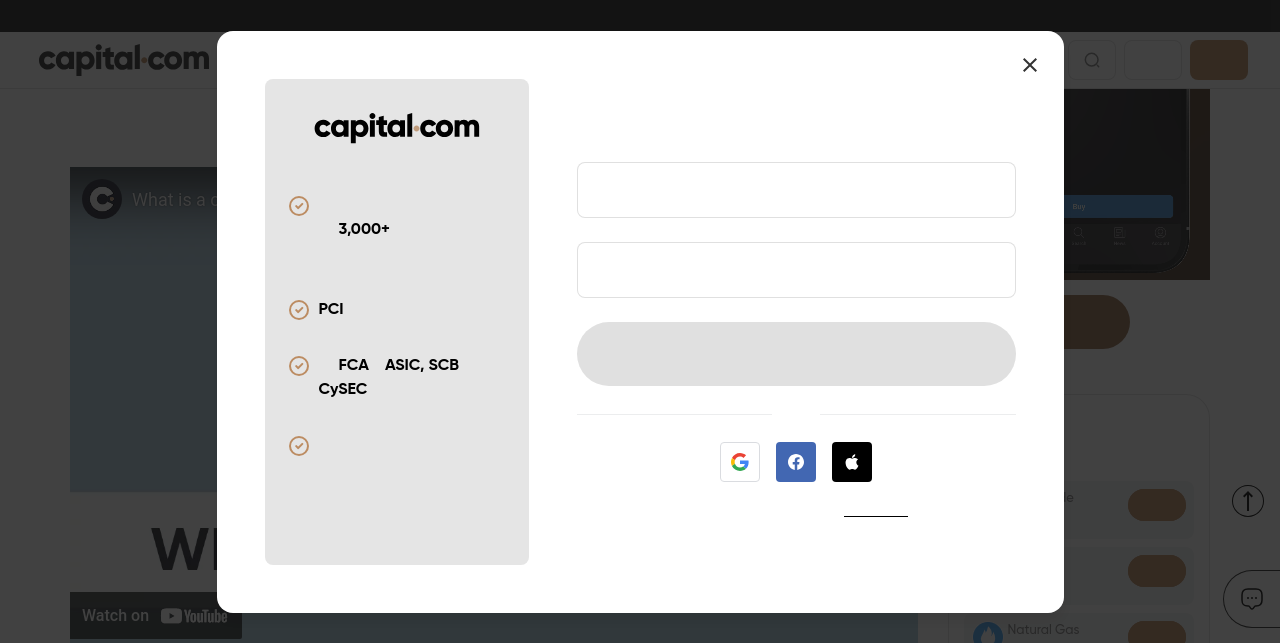 capital.com
capital.com
What is a c
3,000+
PCI
FCA ASIC, SCB
CySEC
Buy
Natural Gas
Watch on YouTube